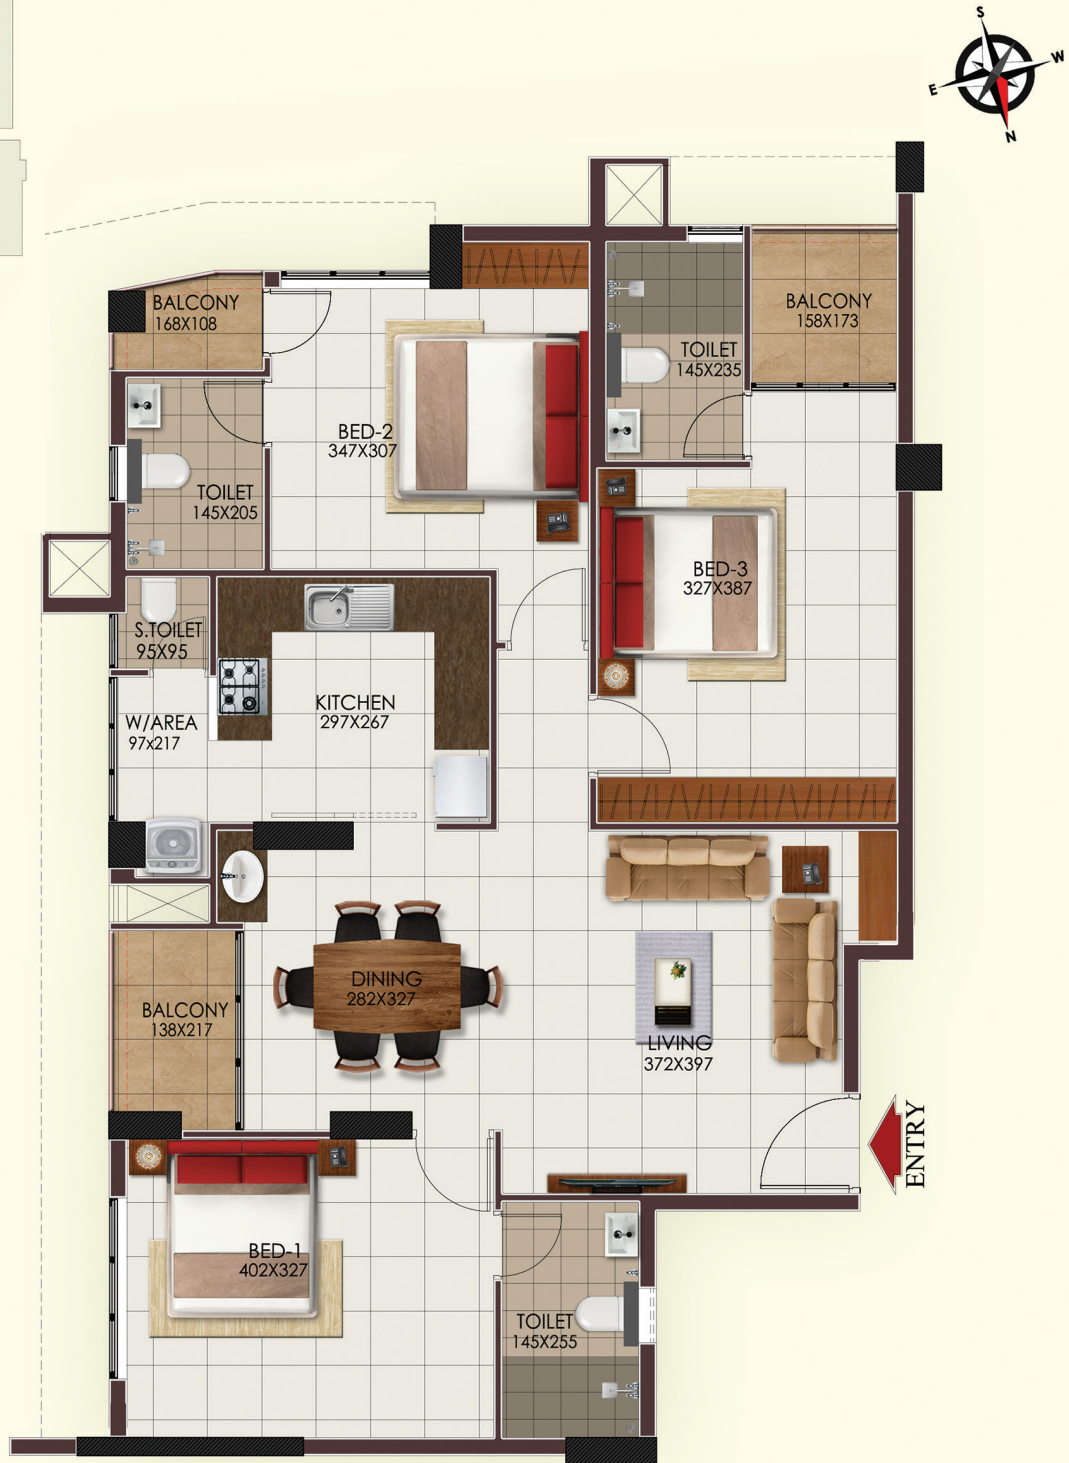 S
W
E
N
BALCONY
168X108
BALCONY
158X173
TOILET
145X235
BED-2
347X307
TOILET
145X205
BED-3
327X387
S.TOILET
95X95
KITCHEN
297X267
W/AREA
97x217
DINING
282X327
BALCONY
138X217
LIVING
372X397
ENTRY
BED-1
402X327
TOILET
145X255